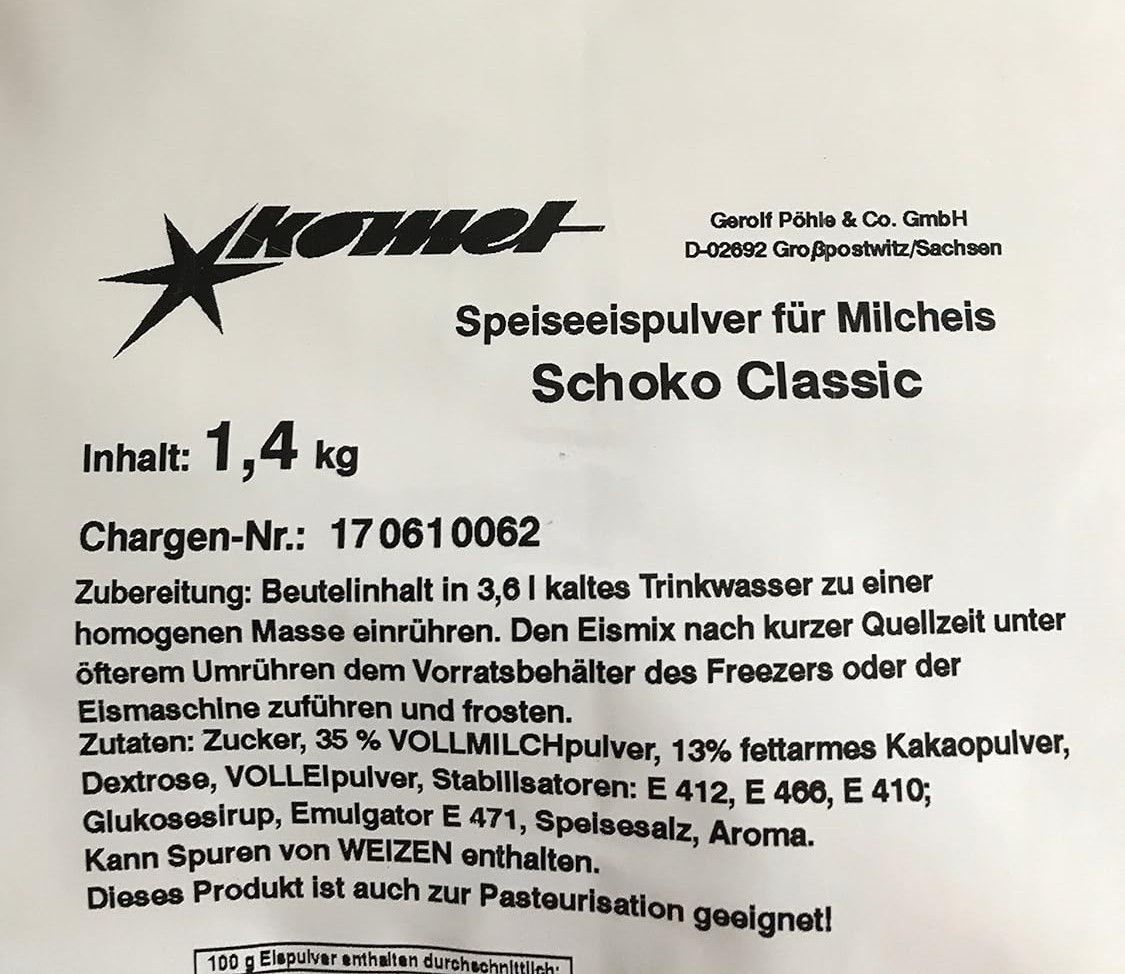 komet
Gerolf Pöhle & Co. GmbH
D-02692 Großpostwitz/Sachsen
Speiseeispulver für Milcheis
Schoko Classic
Inhalt: 1,4 kg
Chargen-Nr.: 170610062
Zubereitung: Beutelinhalt in 3,6 l kaltes Trinkwasser zu einer
homogenen Masse einrühren. Den Eismix nach kurzer Quellzeit unter
öfterem Umrühren dem Vorratsbehälter des Freezers oder der
Eismaschine zuführen und frosten.
Zutaten: Zucker, 35 % VOLLMILCHpulver, 13% fettarmes Kakaopulver,
Dextrose, VOLLEIpulver, Stabilisatoren: E 412, E 466, E 410;
Glukosesirup, Emulgator E 471, Speisesalz, Aroma.
Kann Spuren von WEIZEN enthalten.
Dieses Produkt ist auch zur Pasteurisation geeignet!
100 g Eispulver enthalten durchschnittlich: